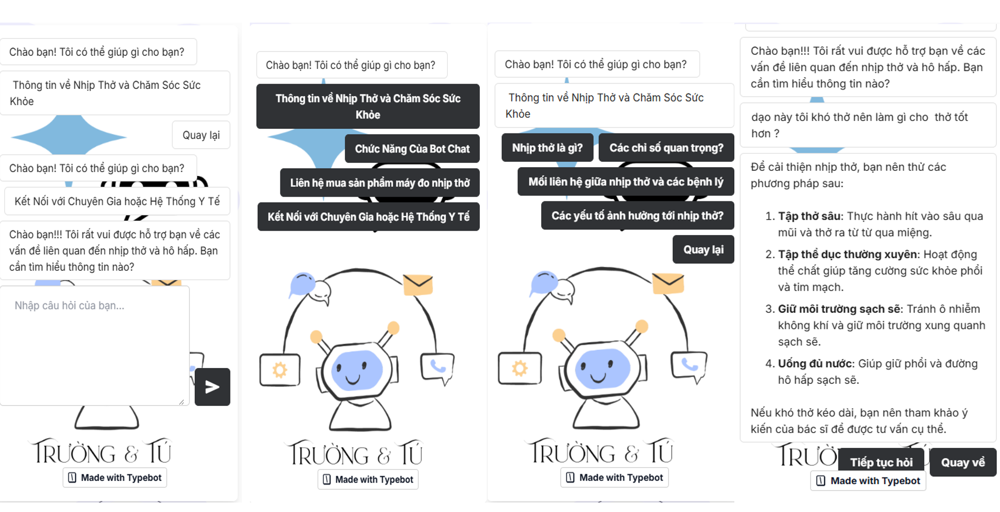 Chào bạn! Tôi có thể giúp gì cho bạn?
Thông tin về Nhịp Thở và Chăm Sóc Sức
Khỏe
Quay lại
Chào bạn! Tôi có thể giúp gì cho bạn?
Kết Nối với Chuyên Gia hoặc Hệ Thống Y Tế
Chào bạn!!! Tôi rất vui được hỗ trợ bạn về các
vấn đề liên quan đến nhịp thở và hô hấp. Bạn
cần tìm hiểu thông tin nào?
Nhập câu hỏi của bạn...
TRƯỜNG & TÚ
Made with Typebot
Chào bạn! Tôi có thể giúp gì cho bạn?
Thông tin về Nhịp Thở và Chăm Sóc Sức
Khỏe
Chức Năng Của Bot Chat
Liên hệ mua sản phẩm máy đo nhịp thở
Kết Nối với Chuyên Gia hoặc Hệ Thống Y Tế
TRƯỜNG & TÚ
Made with Typebot
Chào bạn! Tôi có thể giúp gì cho bạn?
Thông tin về Nhịp Thở và Chăm Sóc Sức
Khỏe
Nhịp thở là gì?
Các chỉ số quan trọng?
Mối liên hệ giữa nhịp thở và các bệnh lý
Các yếu tố ảnh hưởng tới nhịp thở?
Quay lại
TRƯỜNG & TÚ
Made with Typebot
Chào bạn!!! Tôi rất vui được hỗ trợ bạn về các
vấn đề liên quan đến nhịp thở và hô hấp. Bạn
cần tìm hiểu thông tin nào?
dạo này tôi khó thở nên làm gì cho thở tốt
hơn ?
Để cải thiện nhịp thở, bạn nên thử các
phương pháp sau:
1. Tập thở sâu: Thực hành hít vào sâu qua
mũi và thở ra từ từ qua miệng.
2. Tập thể dục thường xuyên: Hoạt động
thể chất giúp tăng cường sức khỏe phổi
và tim mạch.
3. Giữ môi trường sạch sẽ: Tránh ô nhiễm
không khí và giữ môi trường xung quanh
sạch sẽ.
4. Uống đủ nước: Giúp giữ phổi và đường
hô hấp sạch sẽ.
Nếu khó thở kéo dài, bạn nên tham khảo ý
kiến của bác sĩ để được tư vấn cụ thể.
Tiếp tục hỏi
Quay về
Made with Typebot